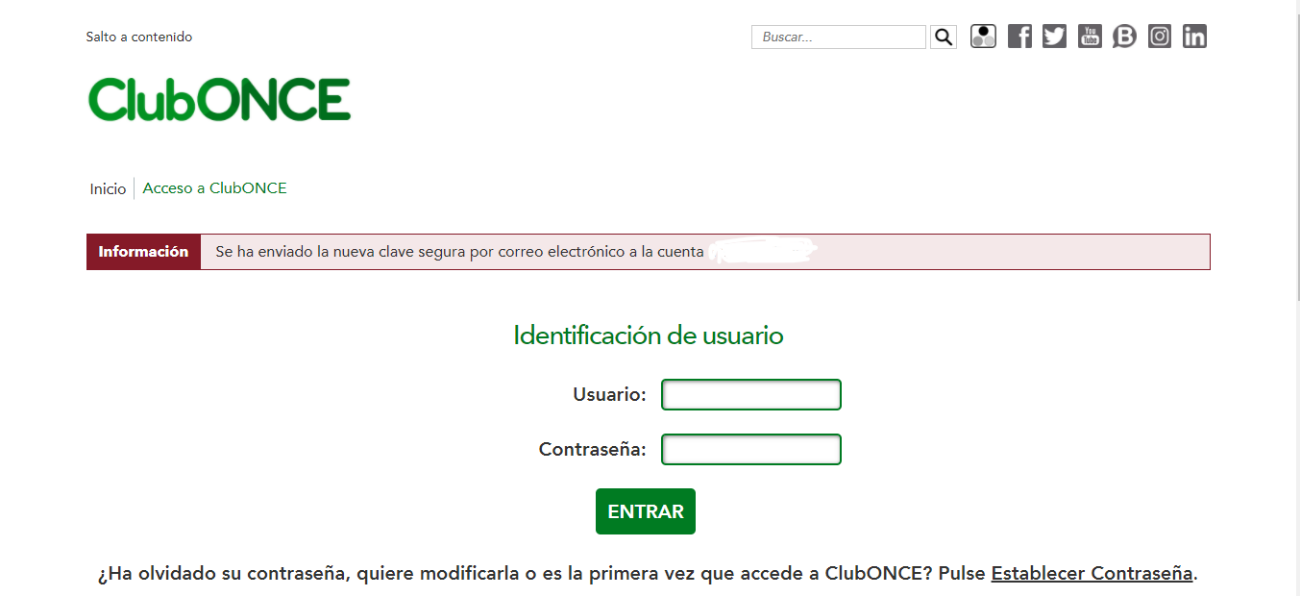 Salto a contenido
Buscar...
ClubONCE
Inicio Acceso a ClubONCE
Información Se ha enviado la nueva clave segura por correo electrónico a la cuenta
Identificación de usuario
Usuario:
Contraseña:
ENTRAR
¿Ha olvidado su contraseña, quiere modificarla o es la primera vez que accede a ClubONCE? Pulse Establecer Contraseña.